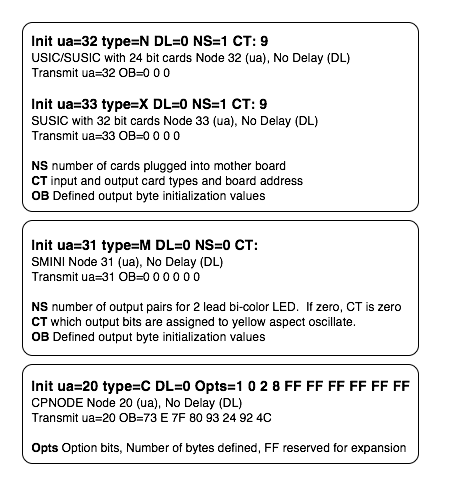 Init ua=32 type=N DL=0 NS=1 CT: 9
USIC/SUSIC with 24 bit cards Node 32 (ua), No Delay (DL)
Transmit ua=32 OB=0 0 0
Init ua=33 type=X DL=0 NS=1 CT: 9
SUSIC with 32 bit cards Node 33 (ua), No Delay (DL)
Transmit ua=33 OB=0 0 0 0
NS number of cards plugged into mother board
CT input and output card types and board address
OB Defined output byte initialization values
Init ua=31 type=M DL=0 NS=0 CT:
SMINI Node 31 (ua), No Delay (DL)
Transmit ua=31 OB=0 0 0 0 0 0
NS number of output pairs for 2 lead bi-color LED. If zero, CT is zero
CT which output bits are assigned to yellow aspect oscillate.
OB Defined output byte initialization values
Init ua=20 type=C DL=0 Opts=1 0 2 8 FF FF FF FF FF FF
CPNODE Node 20 (ua), No Delay (DL)
Transmit ua=20 OB=73 E 7F 80 93 24 92 4C
Opts Option bits, Number of bytes defined, FF reserved for expansion